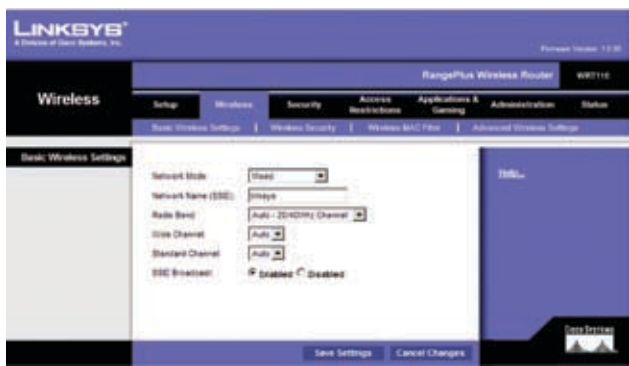 LINKSYS®
A Division of Cisco Systems, Inc.
Firmware Version:
RangePlus Wireless Router WRT110
Wireless
Setup Wireless Security Access Restrictions Applications & Gaming Administration Status
Basic Wireless Settings | Wireless Security | Wireless MAC Filter | Advanced Wireless Settings
Basic Wireless Settings
Help...
Network Mode: Mixed
Network Name (SSID): linksys
Radio Band: Auto - 20/40MHz Channel
Wide Channel: Auto
Standard Channel: Auto
SSID Broadcast: Enabled Disabled
Save Settings Cancel Changes
CISCO SYSTEMS